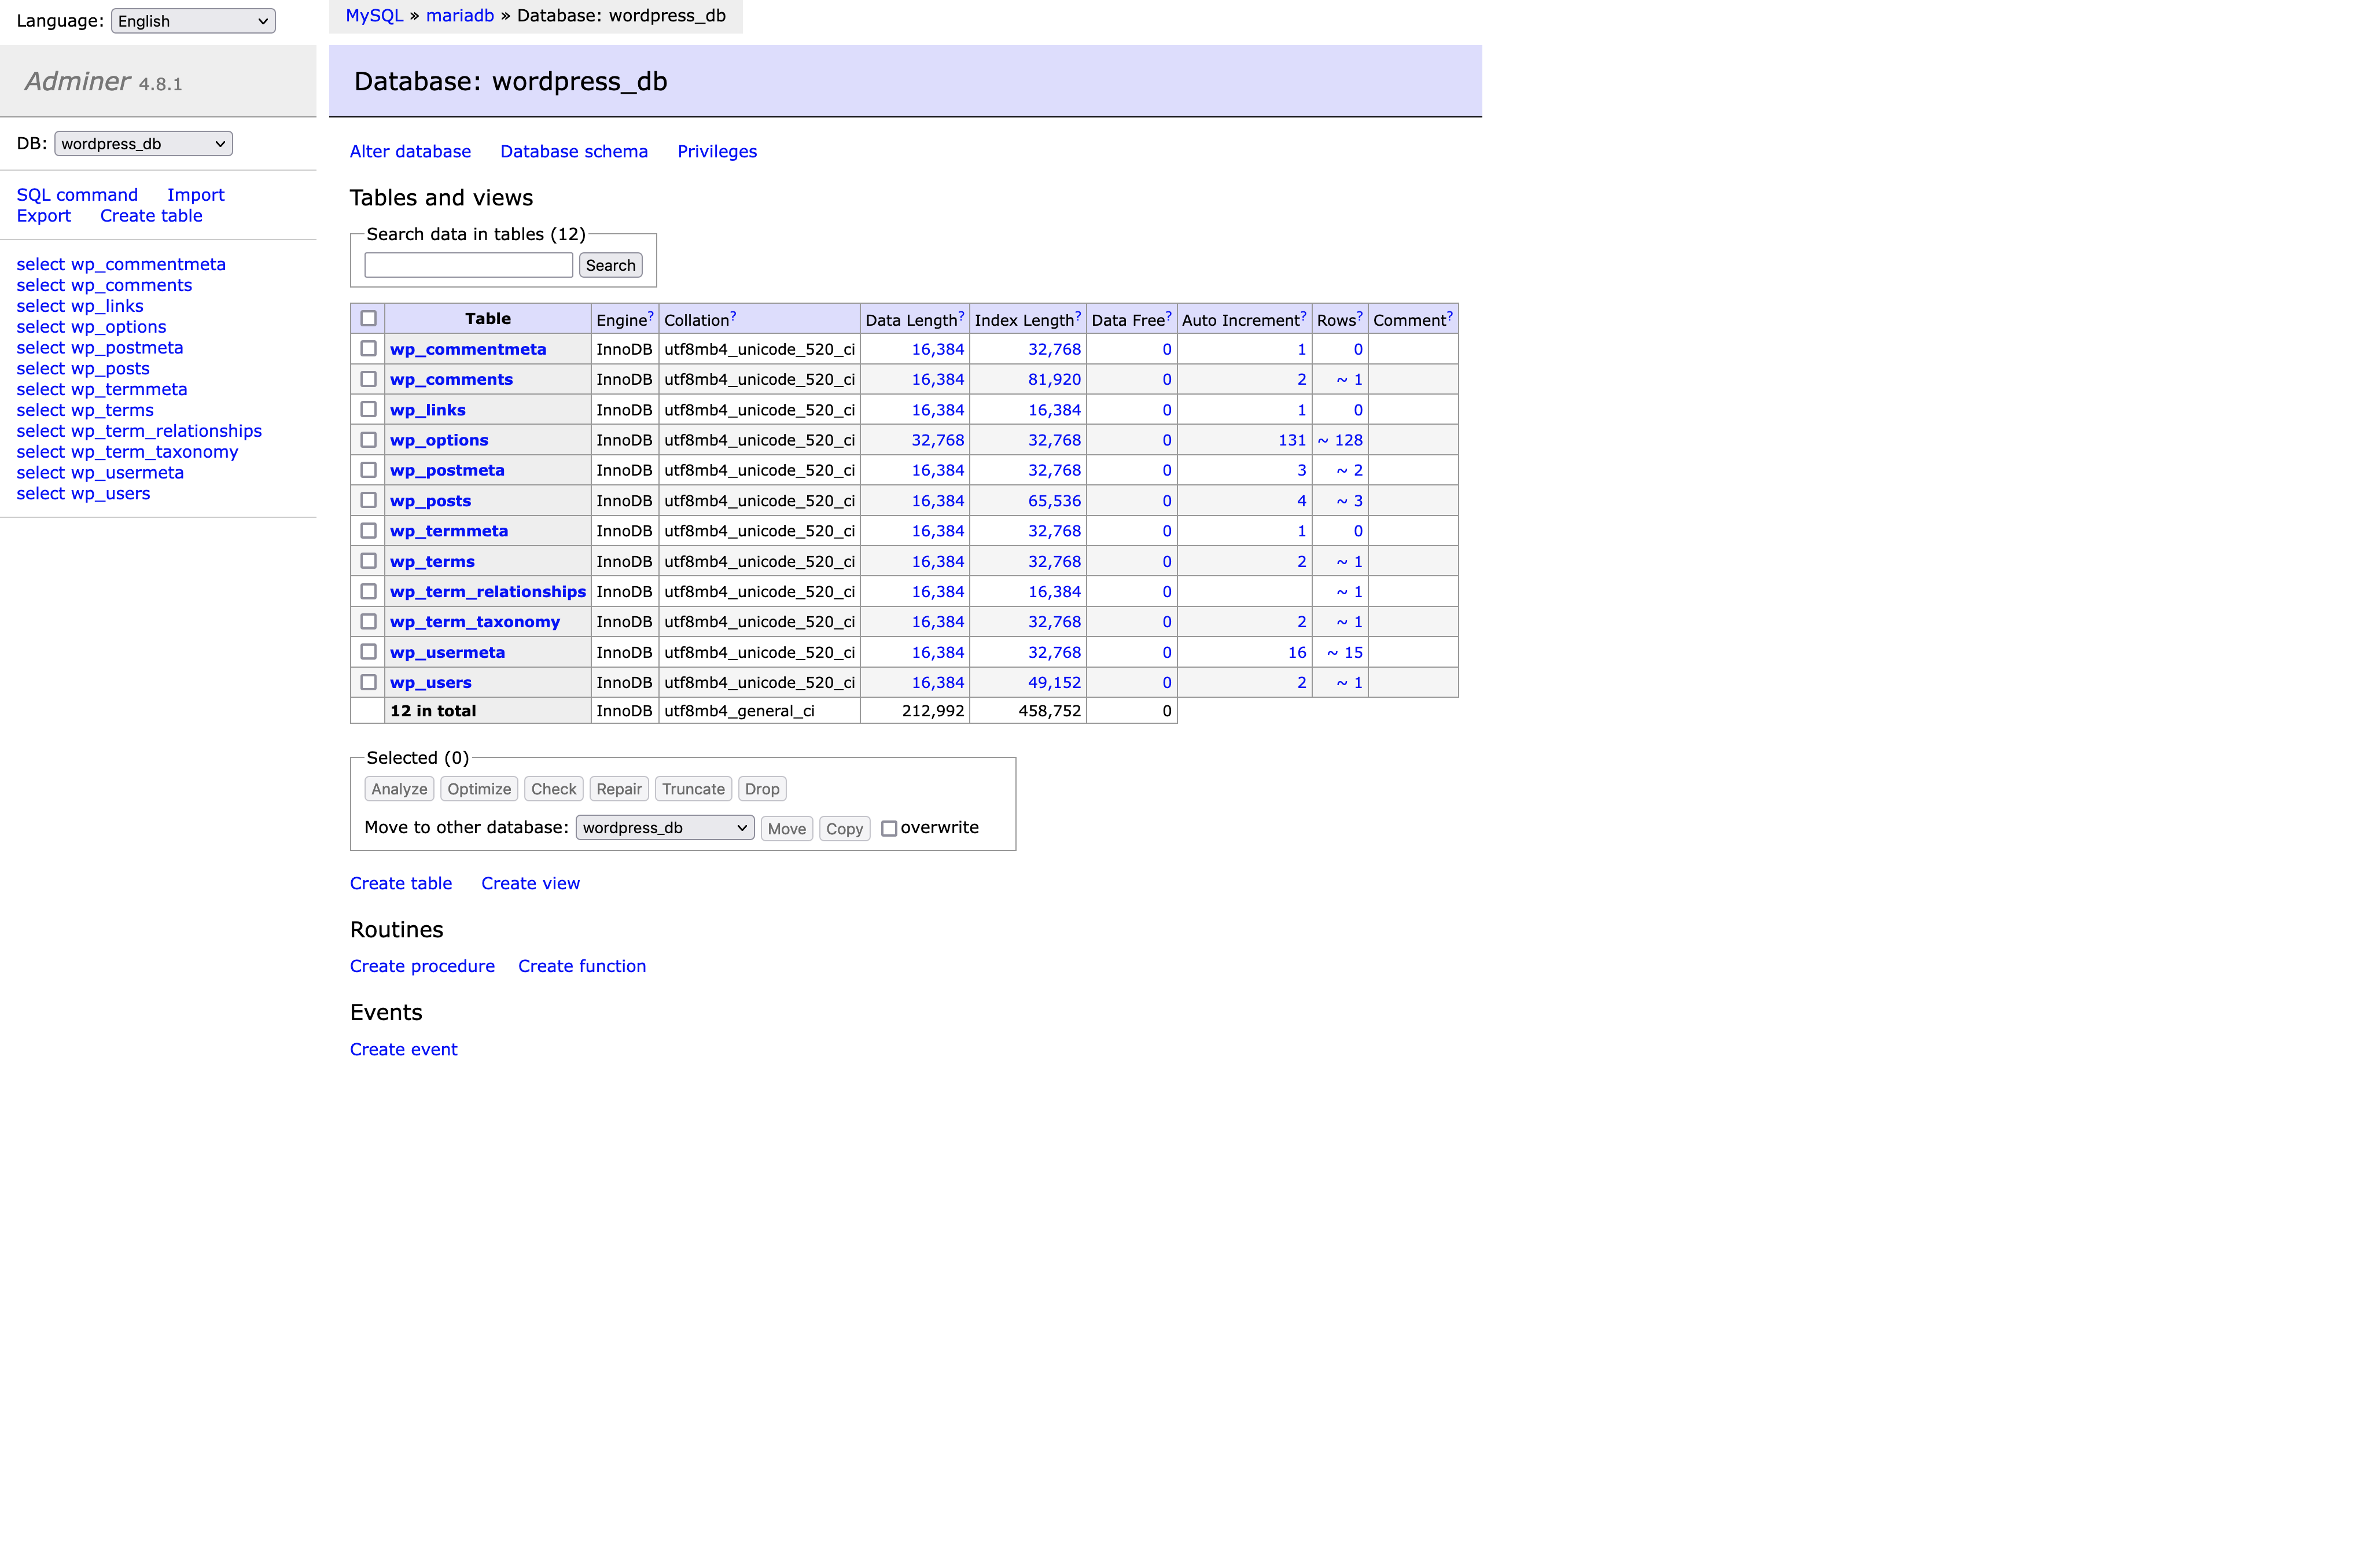 Language: English
Adminer 4.8.1
DB: wordpress_db
SQL command Import
Export Create table
select wp_commentmeta
select wp_comments
select wp_links
select wp_options
select wp_postmeta
select wp_posts
select wp_termmeta
select wp_terms
select wp_term_relationships
select wp_term_taxonomy
select wp_usermeta
select wp_users
MySQL » mariadb » Database: wordpress_db
Database: wordpress_db
Alter database Database schema Privileges
Tables and views
Search data in tables (12)
Search
Table Engine? Collation? Data Length? Index Length? Data Free? Auto Increment? Rows? Comment?
wp_commentmeta InnoDB utf8mb4_unicode_520_ci 16,384 32,768 0 1 0
wp_comments InnoDB utf8mb4_unicode_520_ci 16,384 81,920 0 2 ~ 1
wp_links InnoDB utf8mb4_unicode_520_ci 16,384 16,384 0 1 0
wp_options InnoDB utf8mb4_unicode_520_ci 32,768 32,768 0 131 ~ 128
wp_postmeta InnoDB utf8mb4_unicode_520_ci 16,384 32,768 0 3 ~ 2
wp_posts InnoDB utf8mb4_unicode_520_ci 16,384 65,536 0 4 ~ 3
wp_termmeta InnoDB utf8mb4_unicode_520_ci 16,384 32,768 0 1 0
wp_terms InnoDB utf8mb4_unicode_520_ci 16,384 32,768 0 2 ~ 1
wp_term_relationships InnoDB utf8mb4_unicode_520_ci 16,384 16,384 0 ~ 1
wp_term_taxonomy InnoDB utf8mb4_unicode_520_ci 16,384 32,768 0 2 ~ 1
wp_usermeta InnoDB utf8mb4_unicode_520_ci 16,384 32,768 0 16 ~ 15
wp_users InnoDB utf8mb4_unicode_520_ci 16,384 49,152 0 2 ~ 1
12 in total InnoDB utf8mb4_general_ci 212,992 458,752 0
Selected (0)
Analyze Optimize Check Repair Truncate Drop
Move to other database: wordpress_db Move Copy overwrite
Create table Create view
Routines
Create procedure Create function
Events
Create event